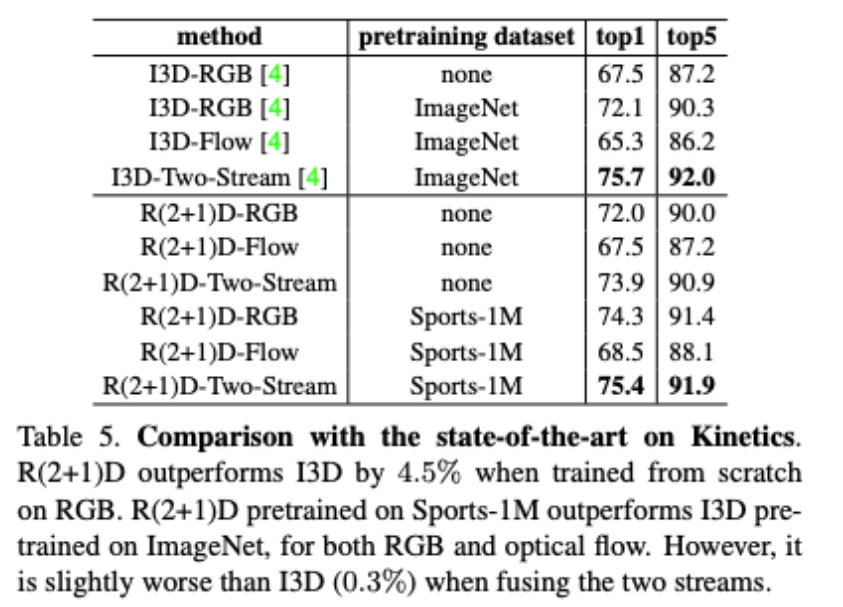 method pretraining dataset top1 top5
I3D-RGB [4] none 67.5 87.2
I3D-RGB [4] ImageNet 72.1 90.3
I3D-Flow [4] ImageNet 65.3 86.2
I3D-Two-Stream [4] ImageNet 75.7 92.0
R(2+1)D-RGB none 72.0 90.0
R(2+1)D-Flow none 67.5 87.2
R(2+1)D-Two-Stream none 73.9 90.9
R(2+1)D-RGB Sports-1M 74.3 91.4
R(2+1)D-Flow Sports-1M 68.5 88.1
R(2+1)D-Two-Stream Sports-1M 75.4 91.9
Table 5. Comparison with the state-of-the-art on Kinetics.
R(2+1)D outperforms I3D by 4.5% when trained from scratch
on RGB. R(2+1)D pretrained on Sports-1M outperforms I3D pre-
trained on ImageNet, for both RGB and optical flow. However, it
is slightly worse than I3D (0.3%) when fusing the two streams.